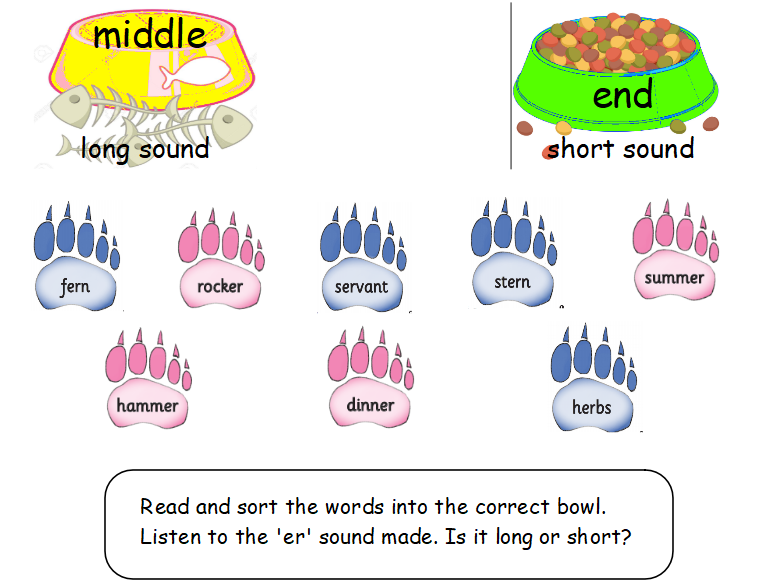 middle
long sound
end
short sound
fern
rocker
servant
stern
summer
hammer
dinner
herbs
Read and sort the words into the correct bowl.
Listen to the 'er' sound made. Is it long or short?